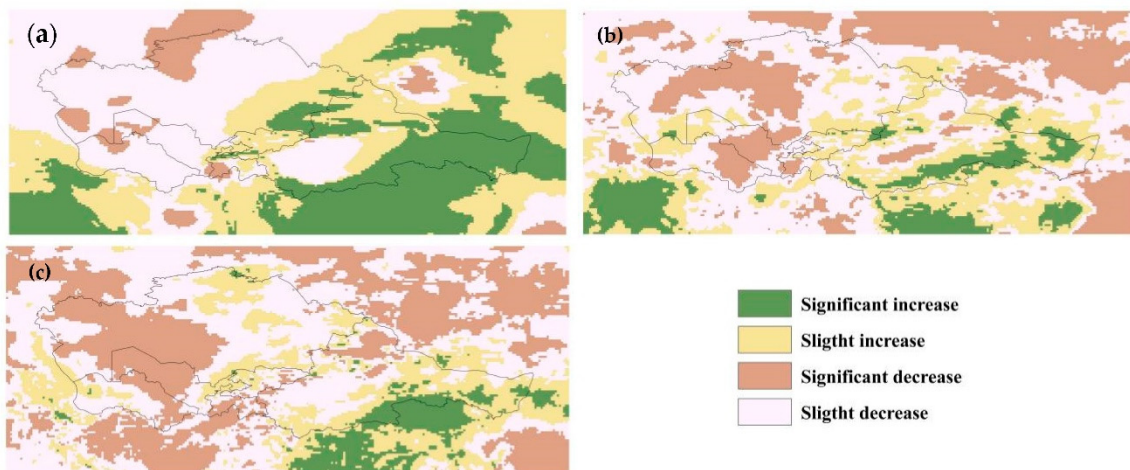 (a)
(b)
(c)
Significant increase
Sligtht increase
Significant decrease
Sligtht decrease